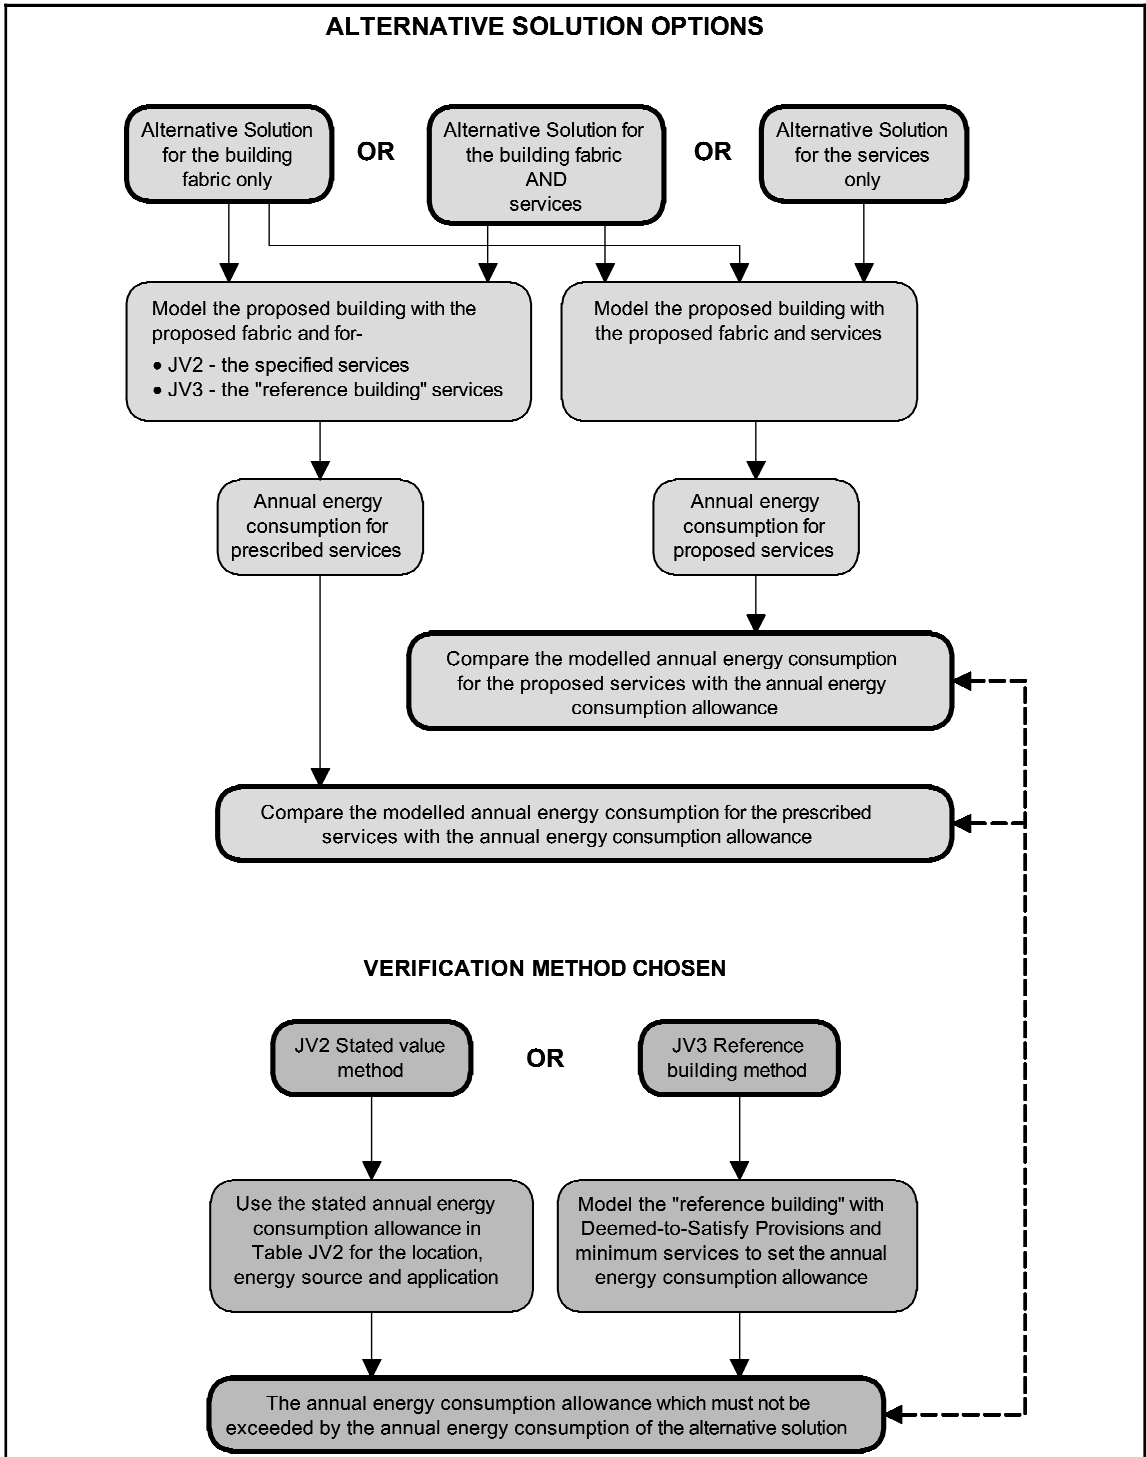 ALTERNATIVE SOLUTION OPTIONS
Alternative Solution
for the building
fabric only
OR
Alternative Solution for
the building fabric
AND
services
OR
Alternative Solution
for the services
only
Model the proposed building with the
proposed fabric and for-
• JV2 - the specified services
• JV3 - the "reference building" services
Model the proposed building with
the proposed fabric and services
Annual energy
consumption for
prescribed services
Annual energy
consumption for
proposed services
Compare the modelled annual energy consumption
for the proposed services with the annual energy
consumption allowance
Compare the modelled annual energy consumption for the prescribed
services with the annual energy consumption allowance
VERIFICATION METHOD CHOSEN
JV2 Stated value
method
OR
JV3 Reference
building method
Use the stated annual energy
consumption allowance in
Table JV2 for the location,
energy source and application
Model the "reference building" with
Deemed-to-Satisfy Provisions and
minimum services to set the annual
energy consumption allowance
The annual energy consumption allowance which must not be
exceeded by the annual energy consumption of the alternative solution